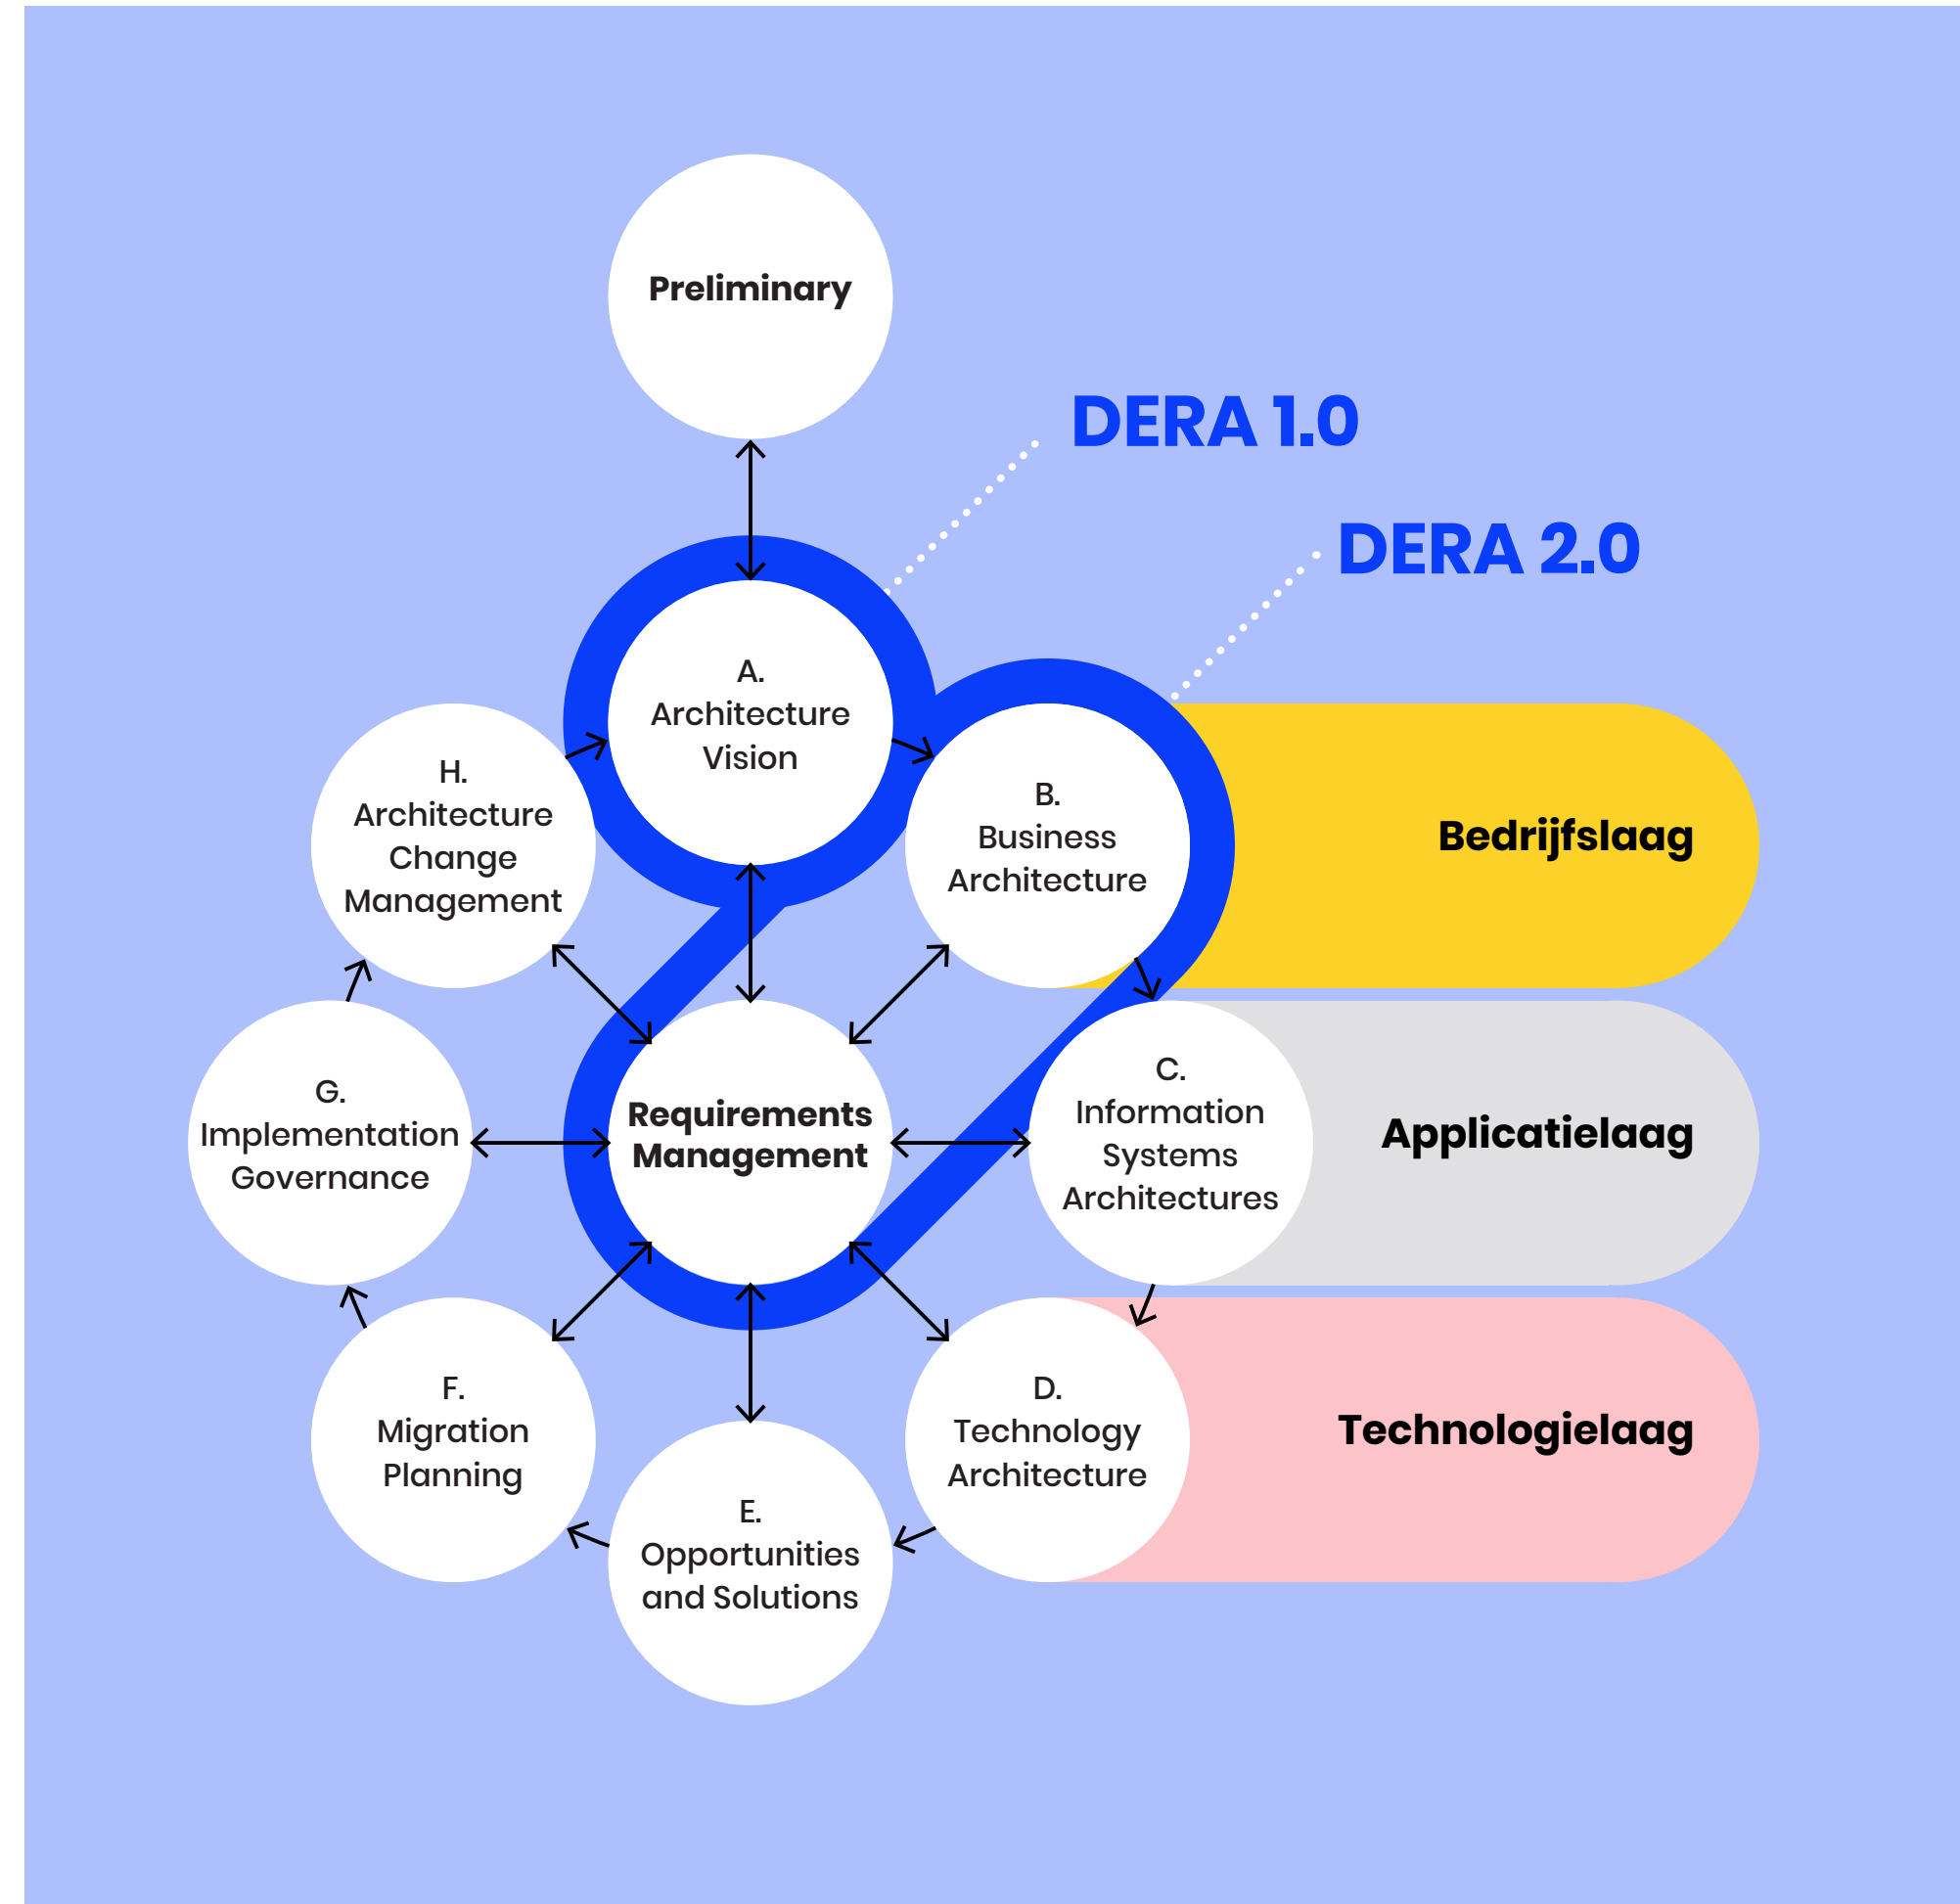 Preliminary
DERA 1.0
DERA 2.0
A.
Architecture
Vision
H.
Architecture
Change
Management
B.
Business
Architecture
Bedrijfslaag
G.
Implementation
Governance
Requirements
Management
C.
Information
Systems
Architectures
Applicatielaag
F.
Migration
Planning
D.
Technology
Architecture
Technologielaag
E.
Opportunities
and Solutions